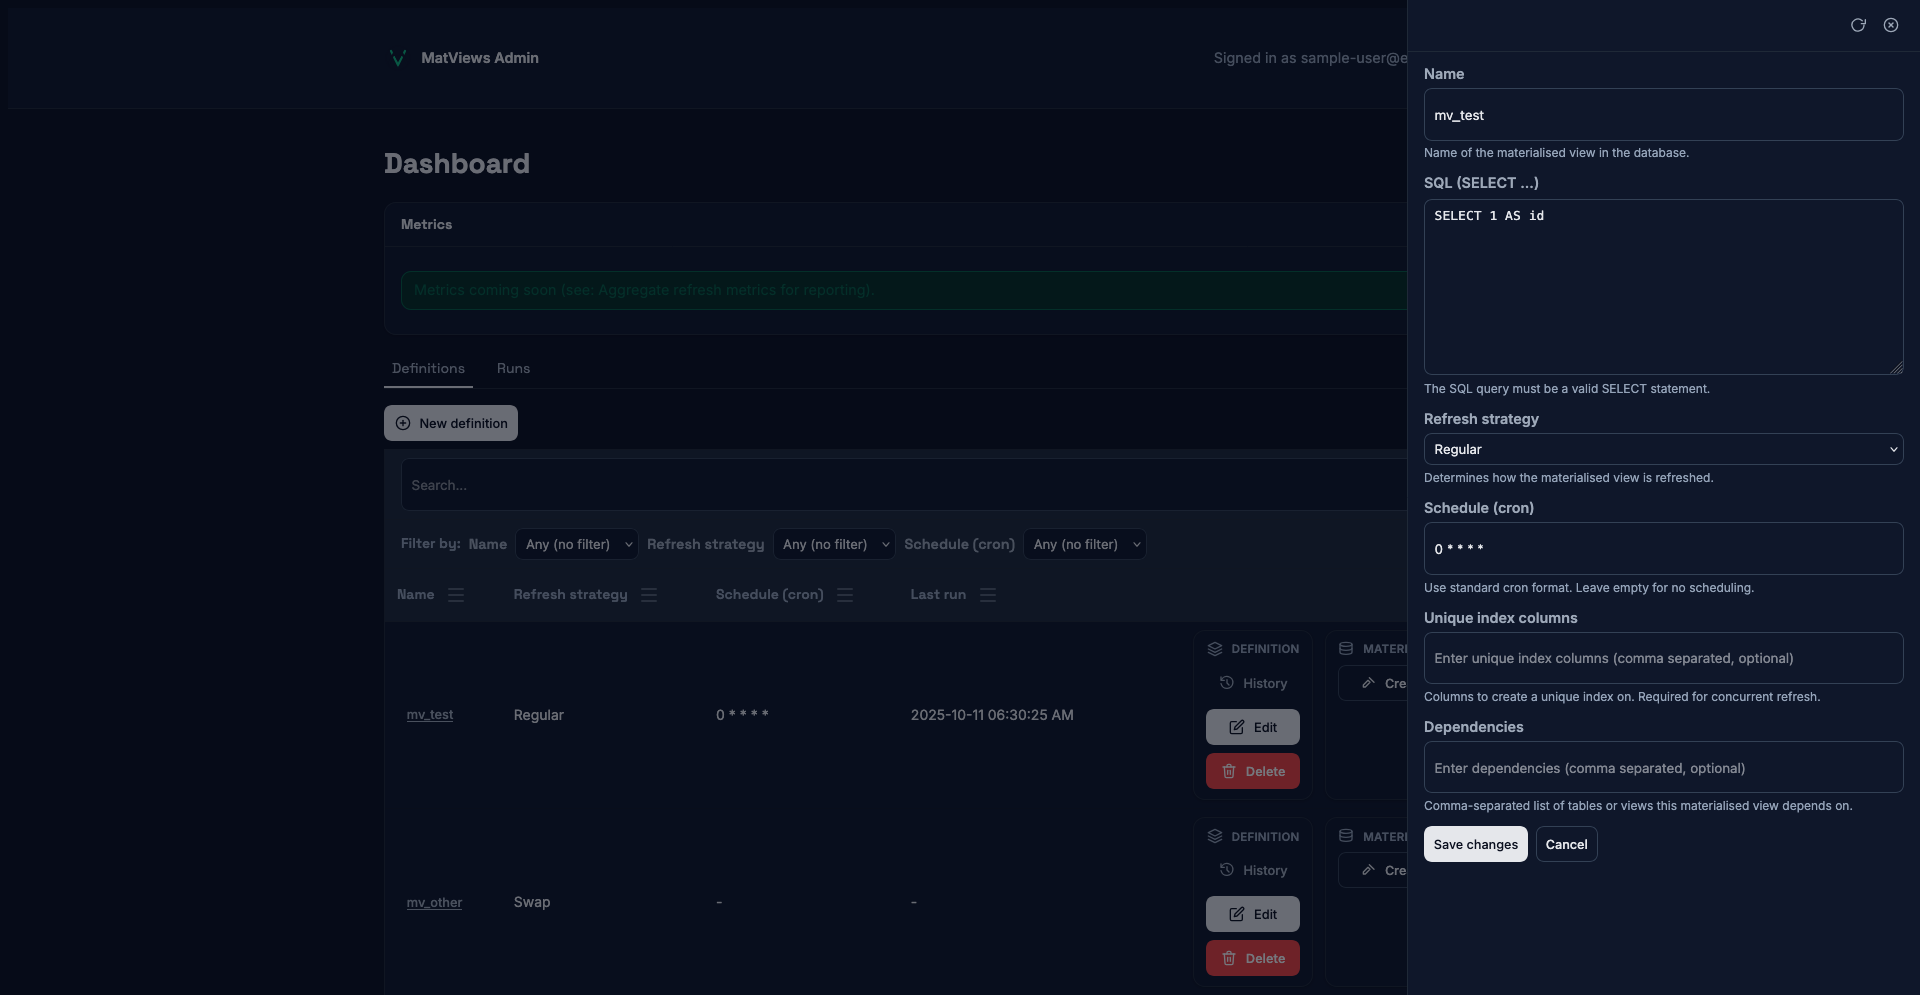 MatViews Admin
Signed in as sample-user@e
Dashboard
Metrics
Metrics coming soon (see: Aggregate refresh metrics for reporting).
Definitions Runs
New definition
Search...
Filter by: Name Any (no filter) Refresh strategy Any (no filter) Schedule (cron) Any (no filter)
Name Refresh strategy Schedule (cron) Last run
mv_test Regular 0 * * * * 2025-10-11 06:30:25 AM
DEFINITION
History
Edit
Delete
MATERI
Cre
mv_other Swap - -
DEFINITION
History
Edit
Delete
MATERI
Cre
Name
mv_test
Name of the materialised view in the database.
SQL (SELECT ...)
SELECT 1 AS id
The SQL query must be a valid SELECT statement.
Refresh strategy
Regular
Determines how the materialised view is refreshed.
Schedule (cron)
0 * * * *
Use standard cron format. Leave empty for no scheduling.
Unique index columns
Enter unique index columns (comma separated, optional)
Columns to create a unique index on. Required for concurrent refresh.
Dependencies
Enter dependencies (comma separated, optional)
Comma-separated list of tables or views this materialised view depends on.
Save changes Cancel